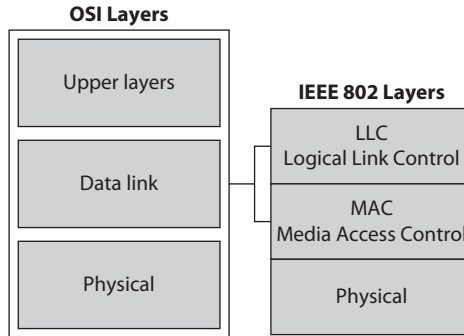 OSI Layers
Upper layers
Data link
Physical
IEEE 802 Layers
LLC
Logical Link Control
MAC
Media Access Control
Physical